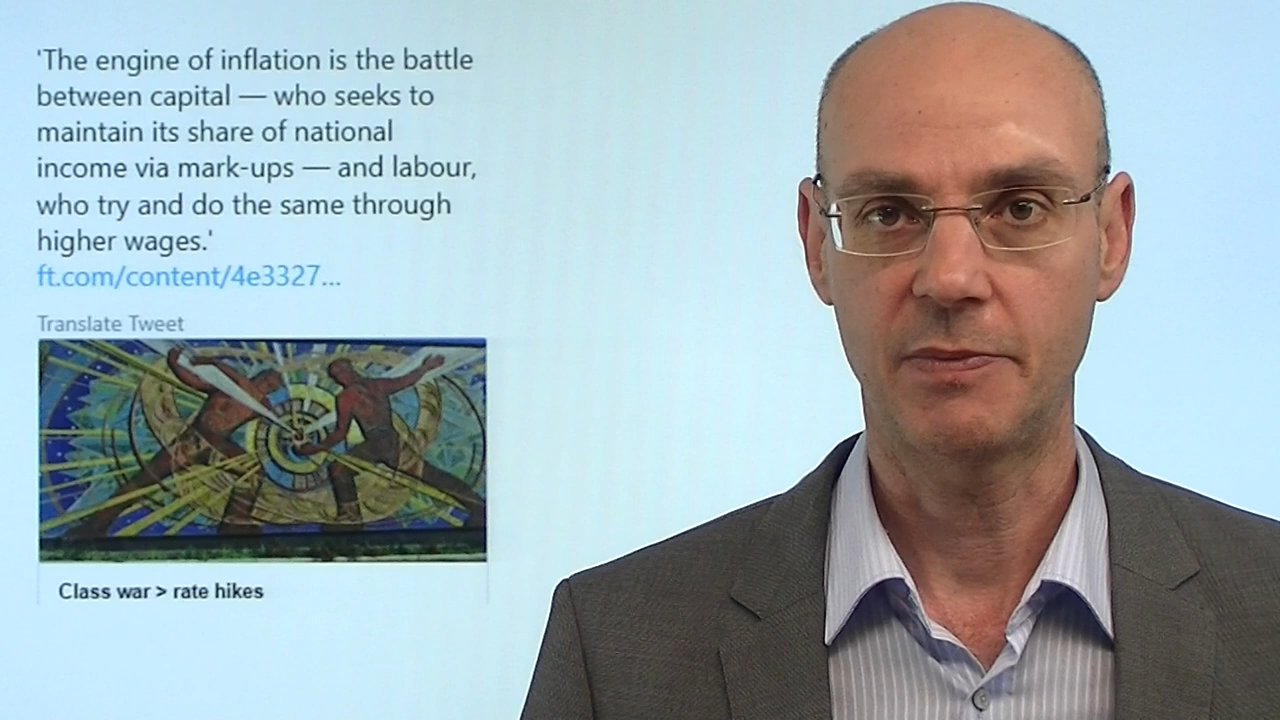 'The engine of inflation is the battle
between capital — who seeks to
maintain its share of national
income via mark-ups — and labour,
who try and do the same through
higher wages.'
ft.com/content/4e3327...
Translate Tweet
Class war > rate hikes